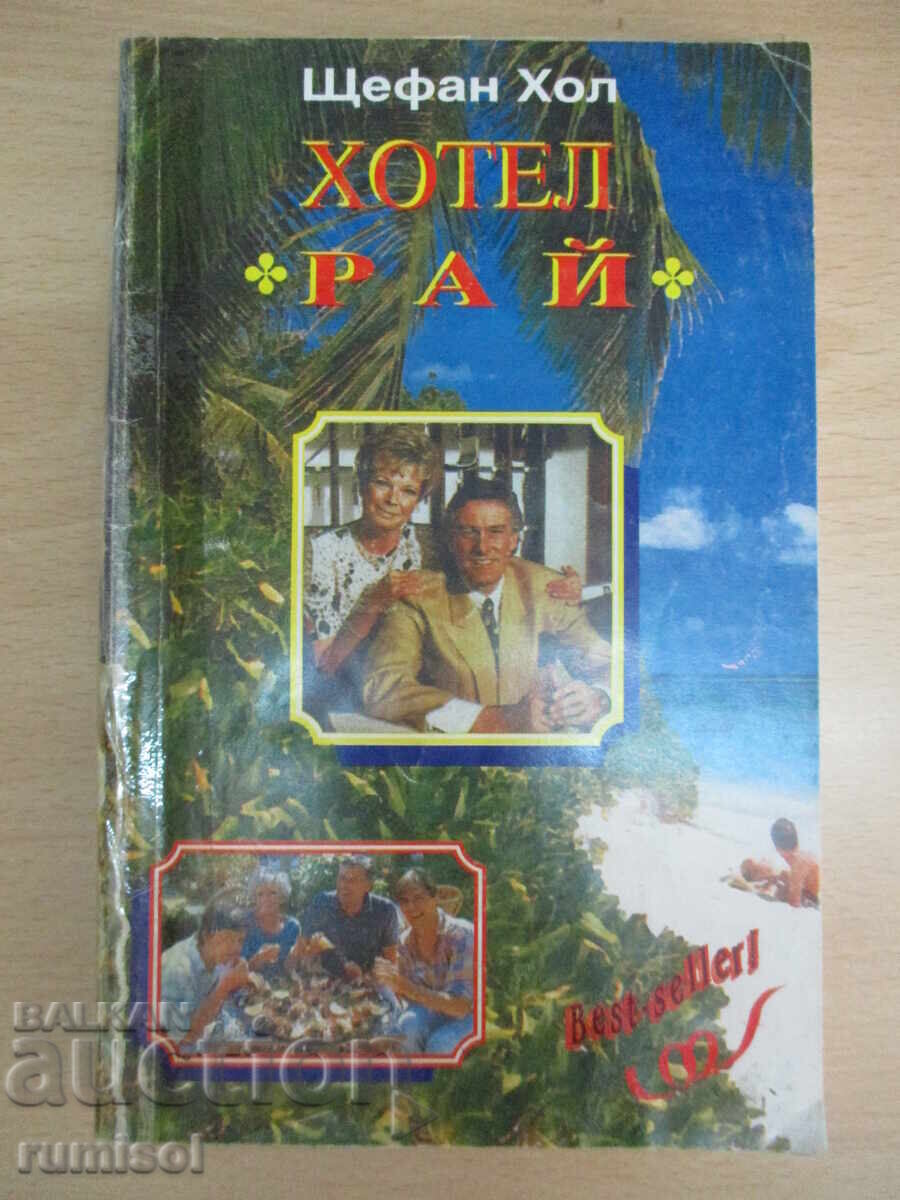 Щефан Хол
ХОТЕЛ
РАЙ
Best-seller!
BALKAN
auction
rumisol